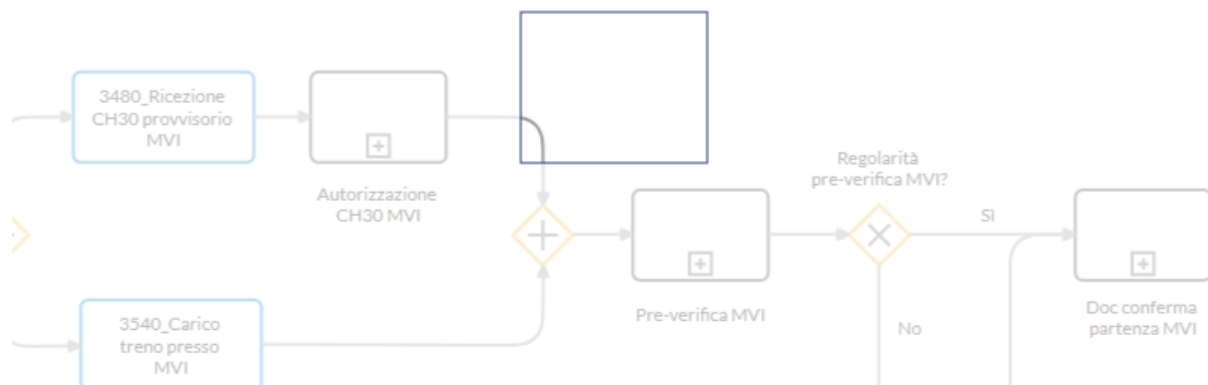 3480_Ricezione
CH30 provvisorio
MVI
Autorizzazione
CH30 MVI
Regolarità
pre-verifica MVI?
SI
3540_Carico
treno presso
MVI
Pre-verifica MVI
No
Doc conferma
partenza MVI